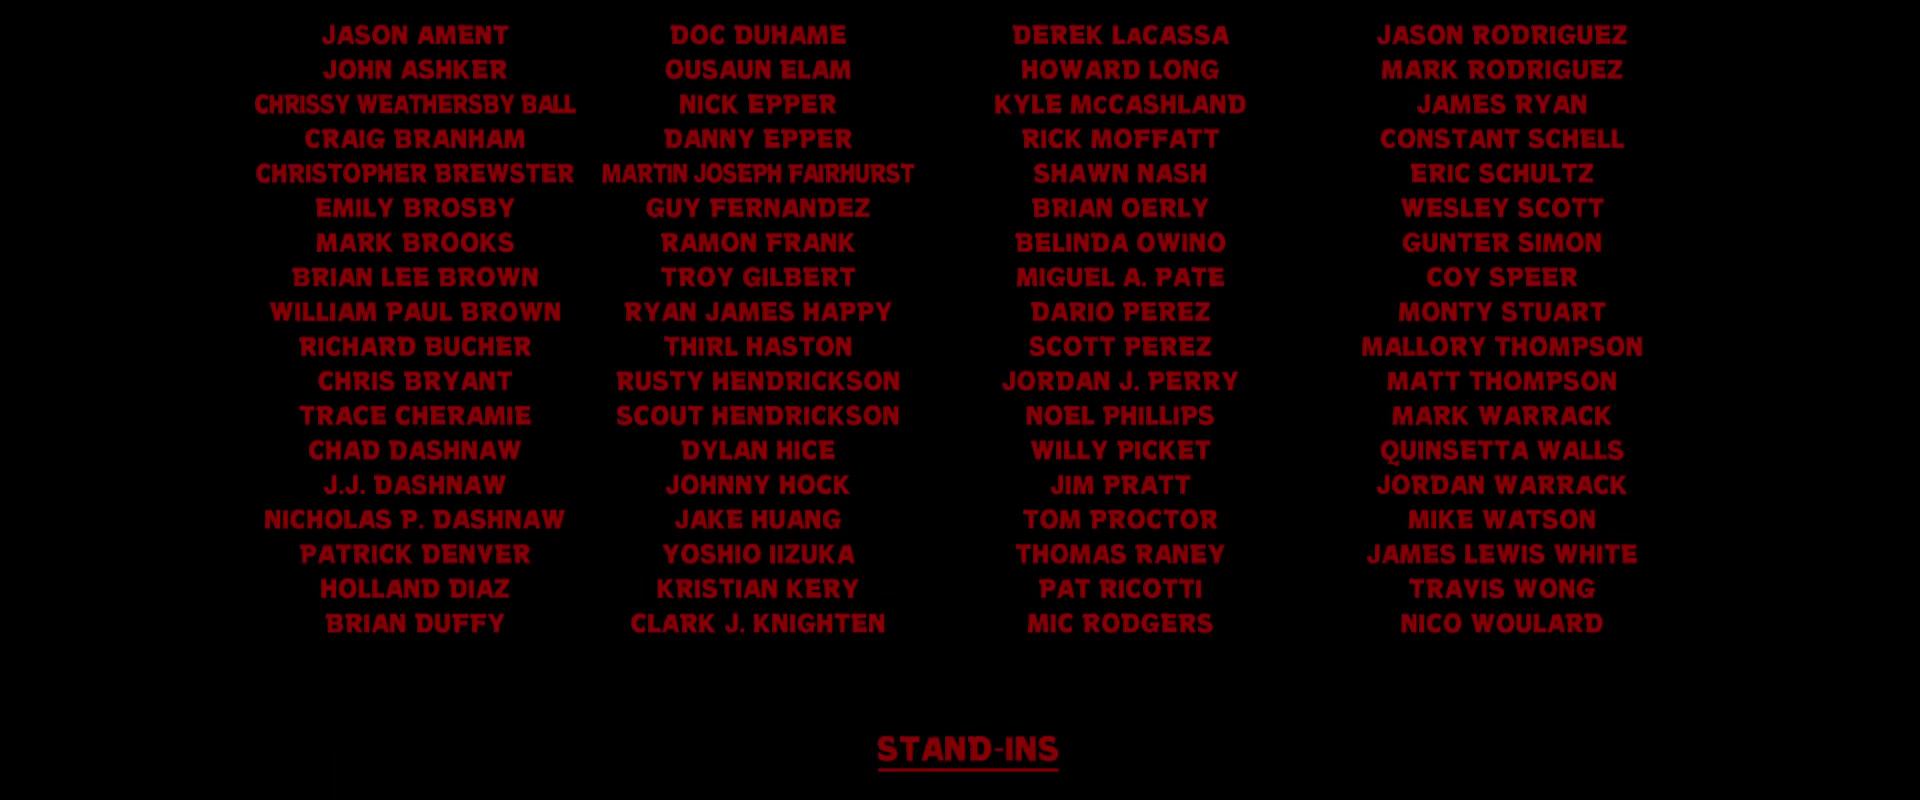 JASON AMENT
JOHN ASHKER
CHRISSY WEATHERSBY BALL
CRAIG BRANHAM
CHRISTOPHER BREWSTER
EMILY BROSBY
MARK BROOKS
BRIAN LEE BROWN
WILLIAM PAUL BROWN
RICHARD BUCHER
CHRIS BRYANT
TRACE CHERAMIE
CHAD DASHNAW
J.J. DASHNAW
NICHOLAS P. DASHNAW
PATRICK DENVER
HOLLAND DIAZ
BRIAN DUFFY
DOC DUHAME
OUSAUN ELAM
NICK EPPER
DANNY EPPER
MARTIN JOSEPH FAIRHURST
GUY FERNANDEZ
RAMON FRANK
TROY GILBERT
RYAN JAMES HAPPY
THIRL HASTON
RUSTY HENDRICKSON
SCOUT HENDRICKSON
DYLAN HICE
JOHNNY HOCK
JAKE HUANG
YOSHIO IIZUKA
KRISTIAN KERY
CLARK J. KNIGHTEN
DEREK LaCASSA
HOWARD LONG
KYLE McCASHLAND
RICK MOFFATT
SHAWN NASH
BRIAN OERLY
BELINDA OWINO
MIGUEL A. PATE
DARIO PEREZ
SCOTT PEREZ
JORDAN J. PERRY
NOEL PHILLIPS
WILLY PICKET
JIM PRATT
TOM PROCTOR
THOMAS RANEY
PAT RICOTTI
MIC RODGERS
JASON RODRIGUEZ
MARK RODRIGUEZ
JAMES RYAN
CONSTANT SCHELL
ERIC SCHULTZ
WESLEY SCOTT
GUNTER SIMON
COY SPEER
MONTY STUART
MALLORY THOMPSON
MATT THOMPSON
MARK WARRACK
QUINSETTA WALLS
JORDAN WARRACK
MIKE WATSON
JAMES LEWIS WHITE
TRAVIS WONG
NICO WOULARD
STAND-INS